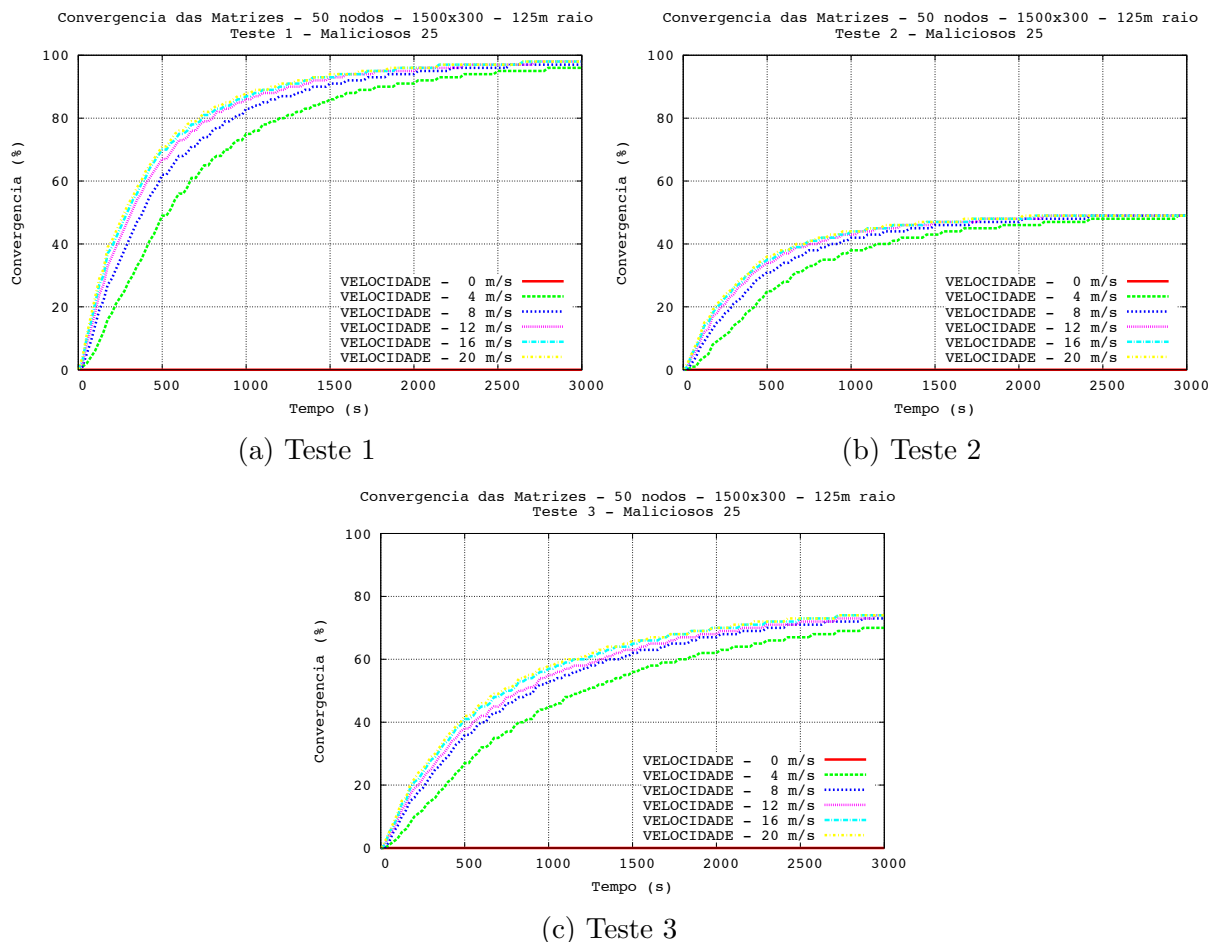 Convergencia das Matrizes - 50 nodos - 1500x300 - 125m raio
Teste 1 - Maliciosos 25
100
80
60
40
20
0
Convergencia (%)
VELOCIDADE - 0 m/s
VELOCIDADE - 4 m/s
VELOCIDADE - 8 m/s
VELOCIDADE - 12 m/s
VELOCIDADE - 16 m/s
VELOCIDADE - 20 m/s
0 500 1000 1500 2000 2500 3000
Tempo (s)
(a) Teste 1
Convergencia das Matrizes - 50 nodos - 1500x300 - 125m raio
Teste 2 - Maliciosos 25
100
80
60
40
20
0
Convergencia (%)
VELOCIDADE - 0 m/s
VELOCIDADE - 4 m/s
VELOCIDADE - 8 m/s
VELOCIDADE - 12 m/s
VELOCIDADE - 16 m/s
VELOCIDADE - 20 m/s
0 500 1000 1500 2000 2500 3000
Tempo (s)
(b) Teste 2
Convergencia das Matrizes - 50 nodos - 1500x300 - 125m raio
Teste 3 - Maliciosos 25
100
80
60
40
20
0
Convergencia (%)
VELOCIDADE - 0 m/s
VELOCIDADE - 4 m/s
VELOCIDADE - 8 m/s
VELOCIDADE - 12 m/s
VELOCIDADE - 16 m/s
VELOCIDADE - 20 m/s
0 500 1000 1500 2000 2500 3000
Tempo (s)
(c) Teste 3